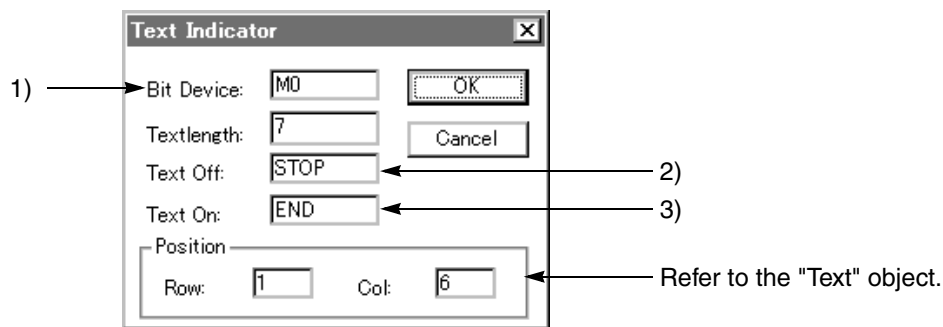 Text Indicator
1) Bit Device: M0 OK
Textlength: 7 Cancel
Text Off: STOP 2)
Text On: END 3)
Position
Row: 1 Col: 6 Refer to the "Text" object.